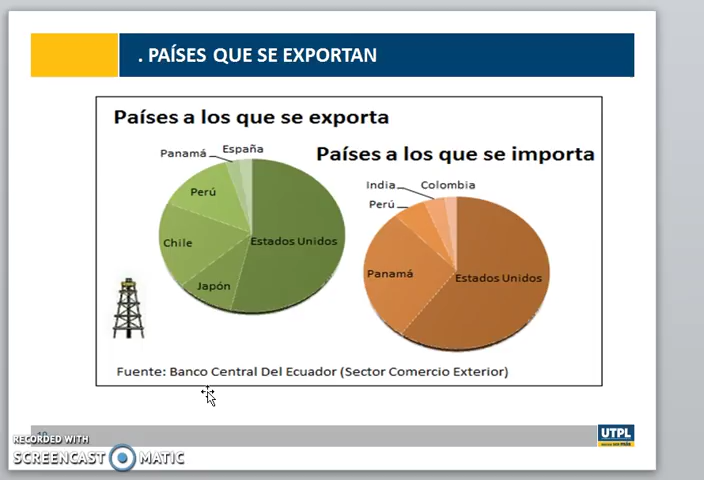 . PAÍSES QUE SE EXPORTAN
Países a los que se exporta
Países a los que se importa
Panamá
España
Perú
Chile
Japón
Estados Unidos
India
Colombia
Perú
Panamá
Estados Unidos
Fuente: Banco Central Del Ecuador (Sector Comercio Exterior)
RECORDED WITH
SCREENCAST MATIC
UTPL